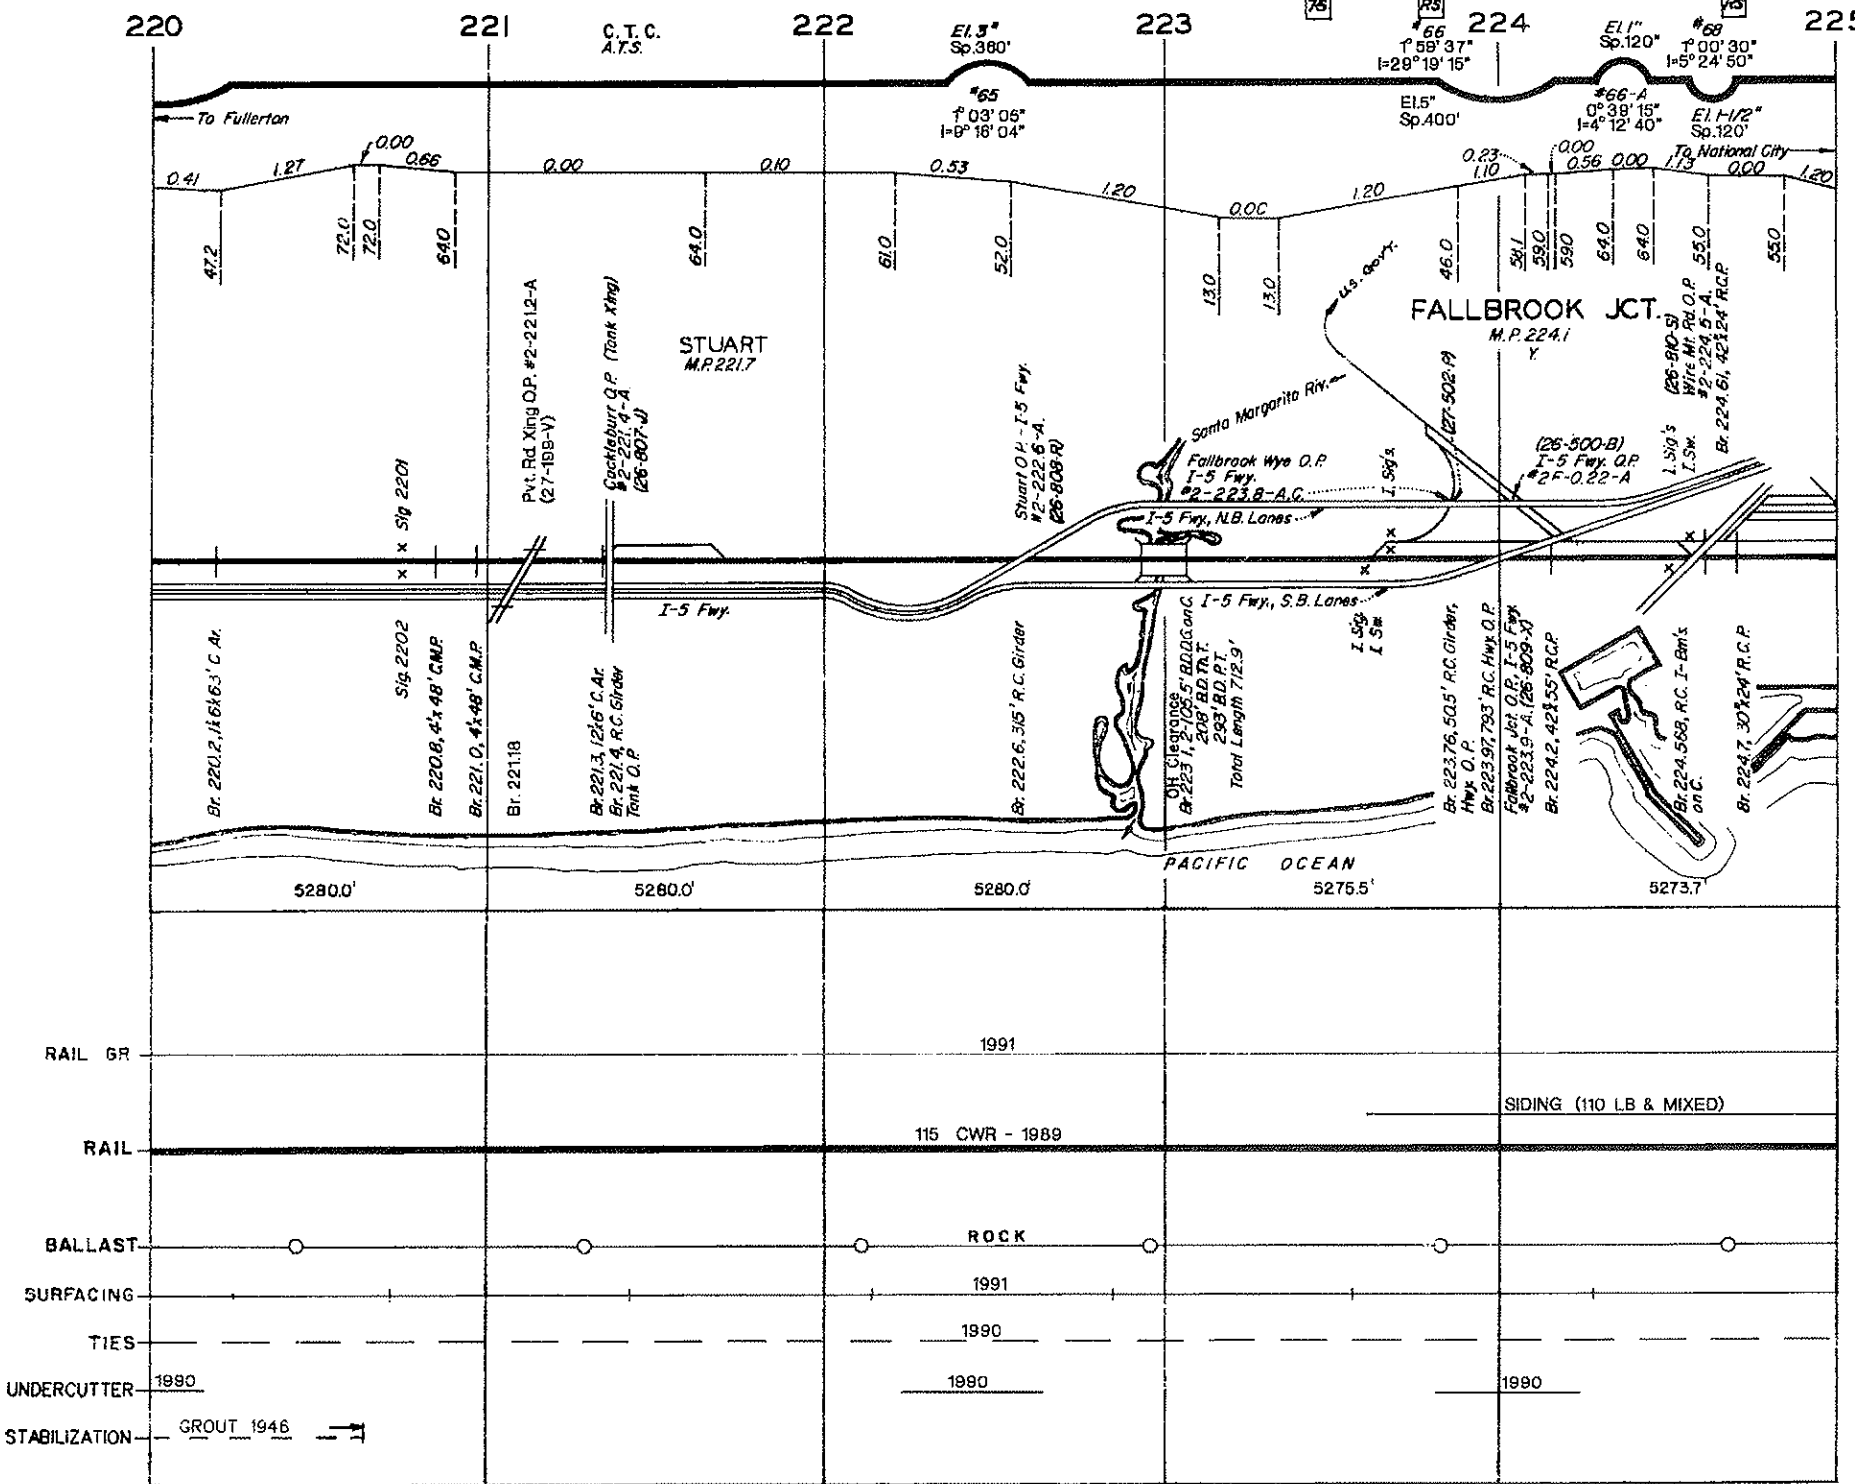 220
221
C. T. C.
A.T.S.
222
El. 3"
Sp.380'
223
75
RS
#66
1° 59' 37"
I=29° 19' 15"
224
El. 1"
Sp.120"
#68
1° 00' 30"
I=5° 24' 50"
225
To Fullerton
#65
1° 03' 05"
I=9° 18' 04"
El.5"
Sp.400'
#66-A
0° 39' 15"
I=4° 12' 40"
El. 1-1/2"
Sp.120'
To National City
0.41
1.27
0.00
0.66
0.00
0.10
0.53
1.20
0.00
1.20
1.10
0.23
0.00
0.56
0.00
1.13
0.00
1.20
47.2
72.0
72.0
64.0
64.0
61.0
52.0
13.0
13.0
46.0
58.1
59.0
59.0
64.0
64.0
55.0
55.0
U.S. Gov't.
FALLBROOK JCT.
M.P. 224.1
Y
STUART
M.P. 221.7
Sig 2201
Pvt. Rd. Xing O.P. #2-221.2-A
(27-199-V)
Cockleburr O.P. (Tank Xing)
#2-221.4-A
(26-807-J)
Stuart O.P. - I-5 Fwy.
#2-222.6-A.
(26-808-R)
Santa Margarita Riv.
Fallbrook Wye O.P.
I-5 Fwy.
#2-223.8-A.C.
I-5 Fwy., N.B. Lanes
I. Sig's.
(27-502-P)
(26-500-B)
I-5 Fwy. O.P.
#2F-0.22-A
I. Sig's
I. Sw.
(26-810-S)
Wire Mt. Rd. O.P.
#2-224.5-A.
Br. 224.61, 42"x24' R.C.P.
I-5 Fwy.
I-5 Fwy., S.B. Lanes
I. Sig.
I. Sw.
Br. 220.2, 1-16'x6.3' C. Ar.
Sig. 2202
Br. 220.8, 4'x 48' C.M.P.
Br. 221.0, 4'x48' C.M.P.
Br. 221.18
Br. 221.3, 12'x6' C. Ar.
Br. 221.4, R.C. Girder
Tank O.P.
Br. 222.6, 315' R.C. Girder
OH Clearance
Br. 223.1, 2-105.5' B.D.G. on C.
208' B.D.Th.T.
293' B.D.P.T.
Total Length 712.9'
Br. 223.76, 50.5' R.C. Girder,
Hwy. O.P.
Br. 223.97, 793' R.C. Hwy. O.P.
Fallbrook Jct. O.P., I-5 Fwy.
#2-223.9-A. (26-809-X)
Br. 224.2, 42"x55' R.C.P.
Br. 224.568, R.C. I-Bm's
on C.
Br. 224.7, 30"x24' R.C.P.
PACIFIC OCEAN
5280.0'
5280.0'
5280.0'
5275.5'
5273.7'
RAIL GR
1991
SIDING (110 LB & MIXED)
RAIL
115 CWR - 1989
BALLAST
ROCK
SURFACING
1991
TIES
1990
UNDERCUTTER
1990
1990
1990
STABILIZATION
GROUT 1946